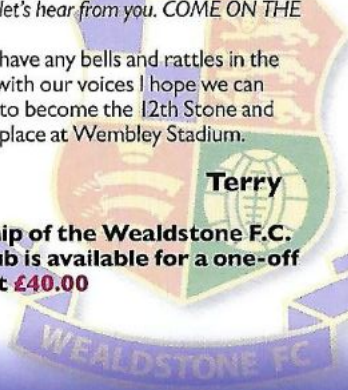 let's hear from you. COME ON THE
have any bells and rattles in the
with our voices I hope we can
to become the 12th Stone and
place at Wembley Stadium.
Terry
ip of the Wealdstone F.C.
ub is available for a one-off
t £40.00
WEALDSTONE FC